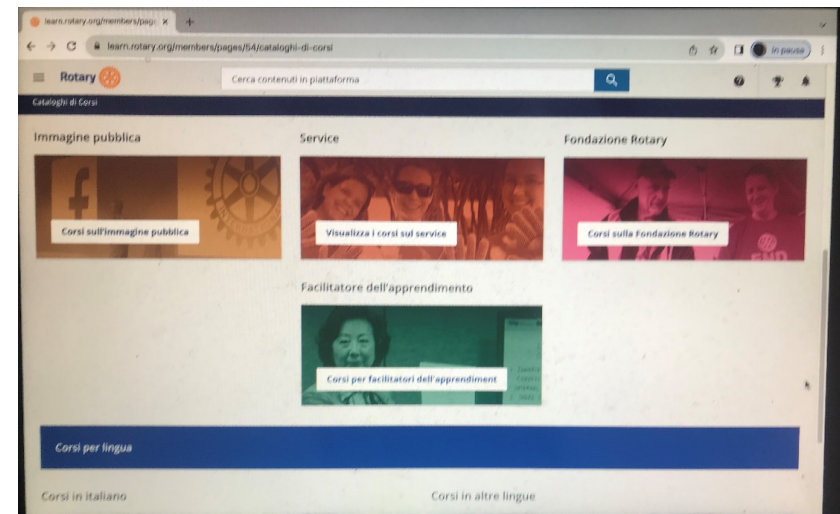 learn.rotary.org/members/page
learn.rotary.org/members/pages/54/cataloghi-di-corsi
In pausa
Rotary
Cerca contenuti in piattaforma
Cataloghi di Corsi
Immagine pubblica
Service
Fondazione Rotary
Corsi sull'immagine pubblica
Visualizza i corsi sul service
Corsi sulla Fondazione Rotary
END
Facilitatore dell'apprendimento
Corsi per facilitatori dell'apprendiment
Corsi per lingua
Corsi in italiano
Corsi in altre lingue